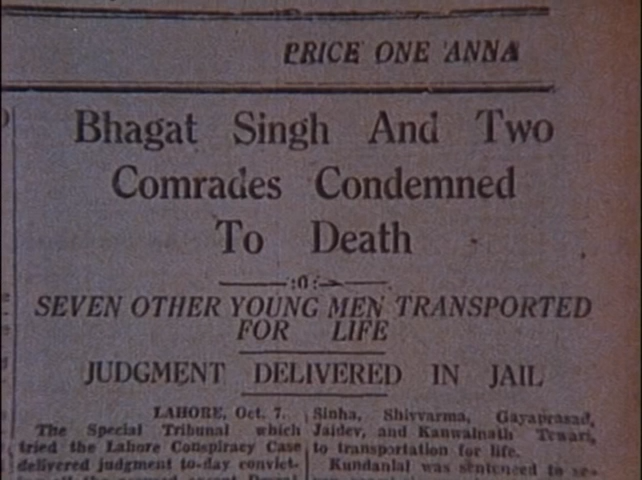 PRICE ONE ANNA
Bhagat Singh And Two
Comrades Condemned
To Death
:0:
SEVEN OTHER YOUNG MEN TRANSPORTED
FOR LIFE
JUDGMENT DELIVERED IN JAIL
LAHORE, Oct. 7.
The Special Tribunal which
tried the Lahore Conspiracy Case
delivered judgment to-day convict-
Sinha, Shivvarma, Gayaprasad,
Jaidev, and Kanwalnath Tewari,
to transportation for life.
Kundanlal was sentenced to